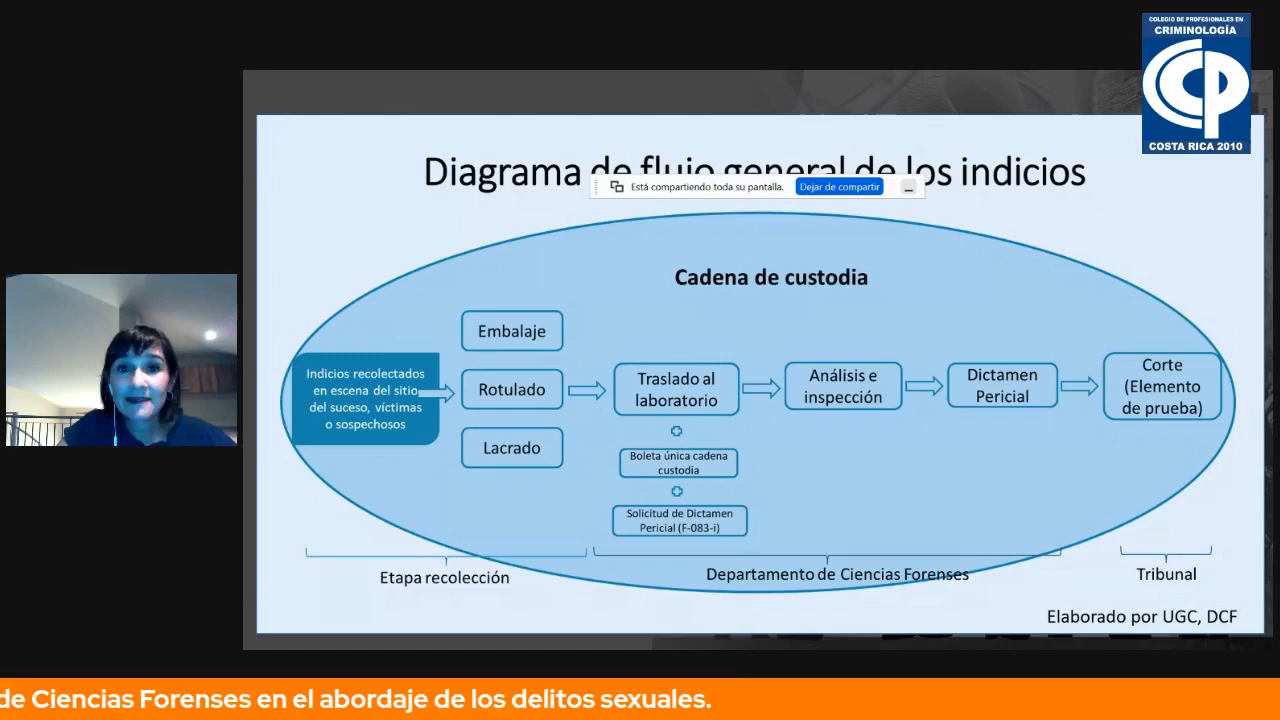 COLEGIO DE PROFESIONALES EN
CRIMINOLOGÍA
COSTA RICA 2010
Diagrama de flujo general de los indicios
Está compartiendo toda su pantalla.
Dejar de compartir
Cadena de custodia
Indicios recolectados
en escena del sitio
del suceso, víctimas
o sospechosos
Embalaje
Rotulado
Lacrado
Traslado al
laboratorio
Boleta única cadena
custodia
Solicitud de Dictamen
Pericial (F-083-i)
Análisis e
inspección
Dictamen
Pericial
Corte
(Elemento
de prueba)
Etapa recolección
Departamento de Ciencias Forenses
Tribunal
Elaborado por UGC, DCF
de Ciencias Forenses en el abordaje de los delitos sexuales.